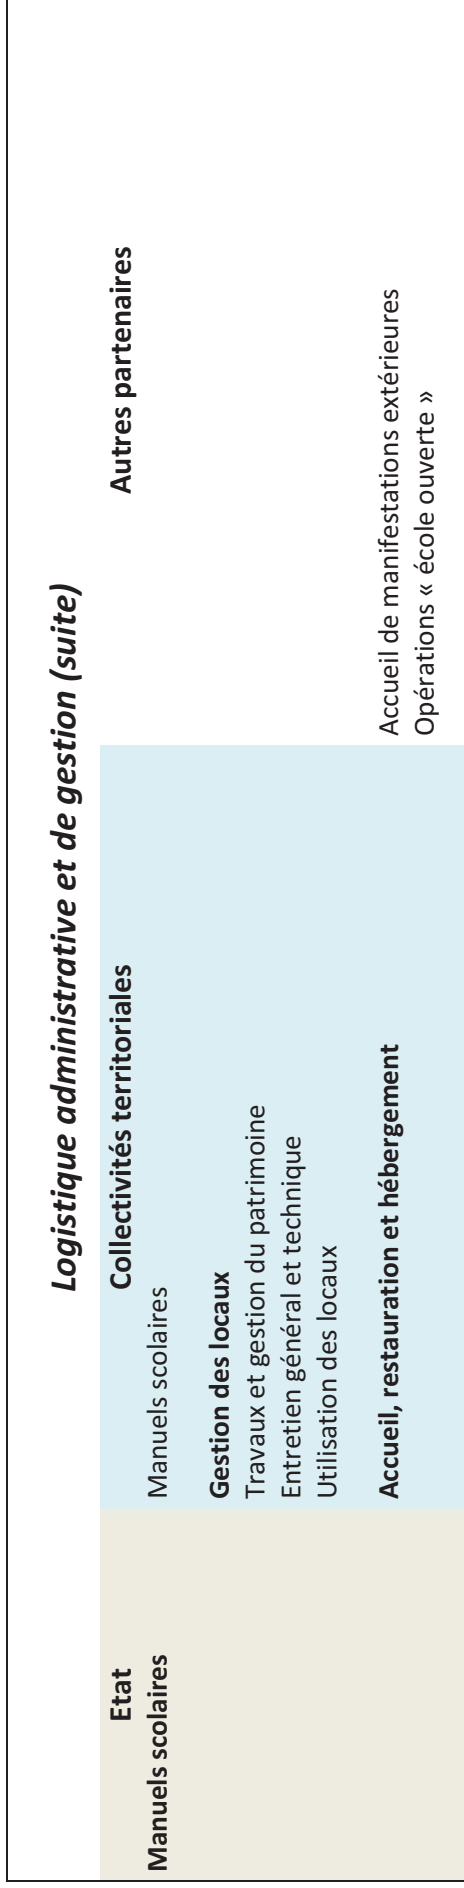 Logistique administrative et de gestion (suite)
Etat
Collectivités territoriales
Autres partenaires
Manuels scolaires
Manuels scolaires
Gestion des locaux
Travaux et gestion du patrimoine
Entretien général et technique
Utilisation des locaux
Accueil, restauration et hébergement
Accueil de manifestations extérieures
Opérations « école ouverte »